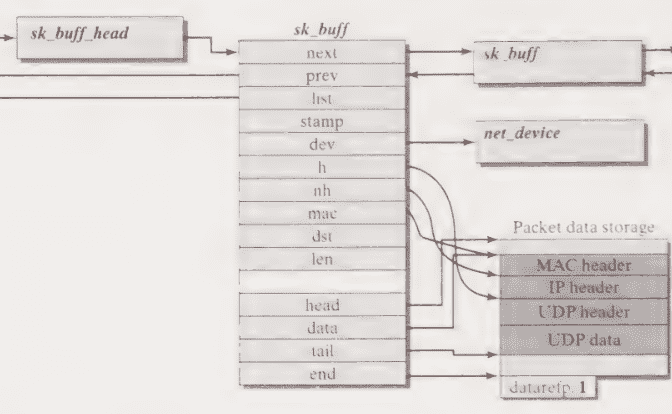 sk_buff
sk_buff_head
next
sk_buff
prev
list
stamp
dev
net_device
h
nh
mac
dst
len
Packet data storage
MAC header
IP header
UDP header
UDP data
head
data
tail
end
datarefp. 1